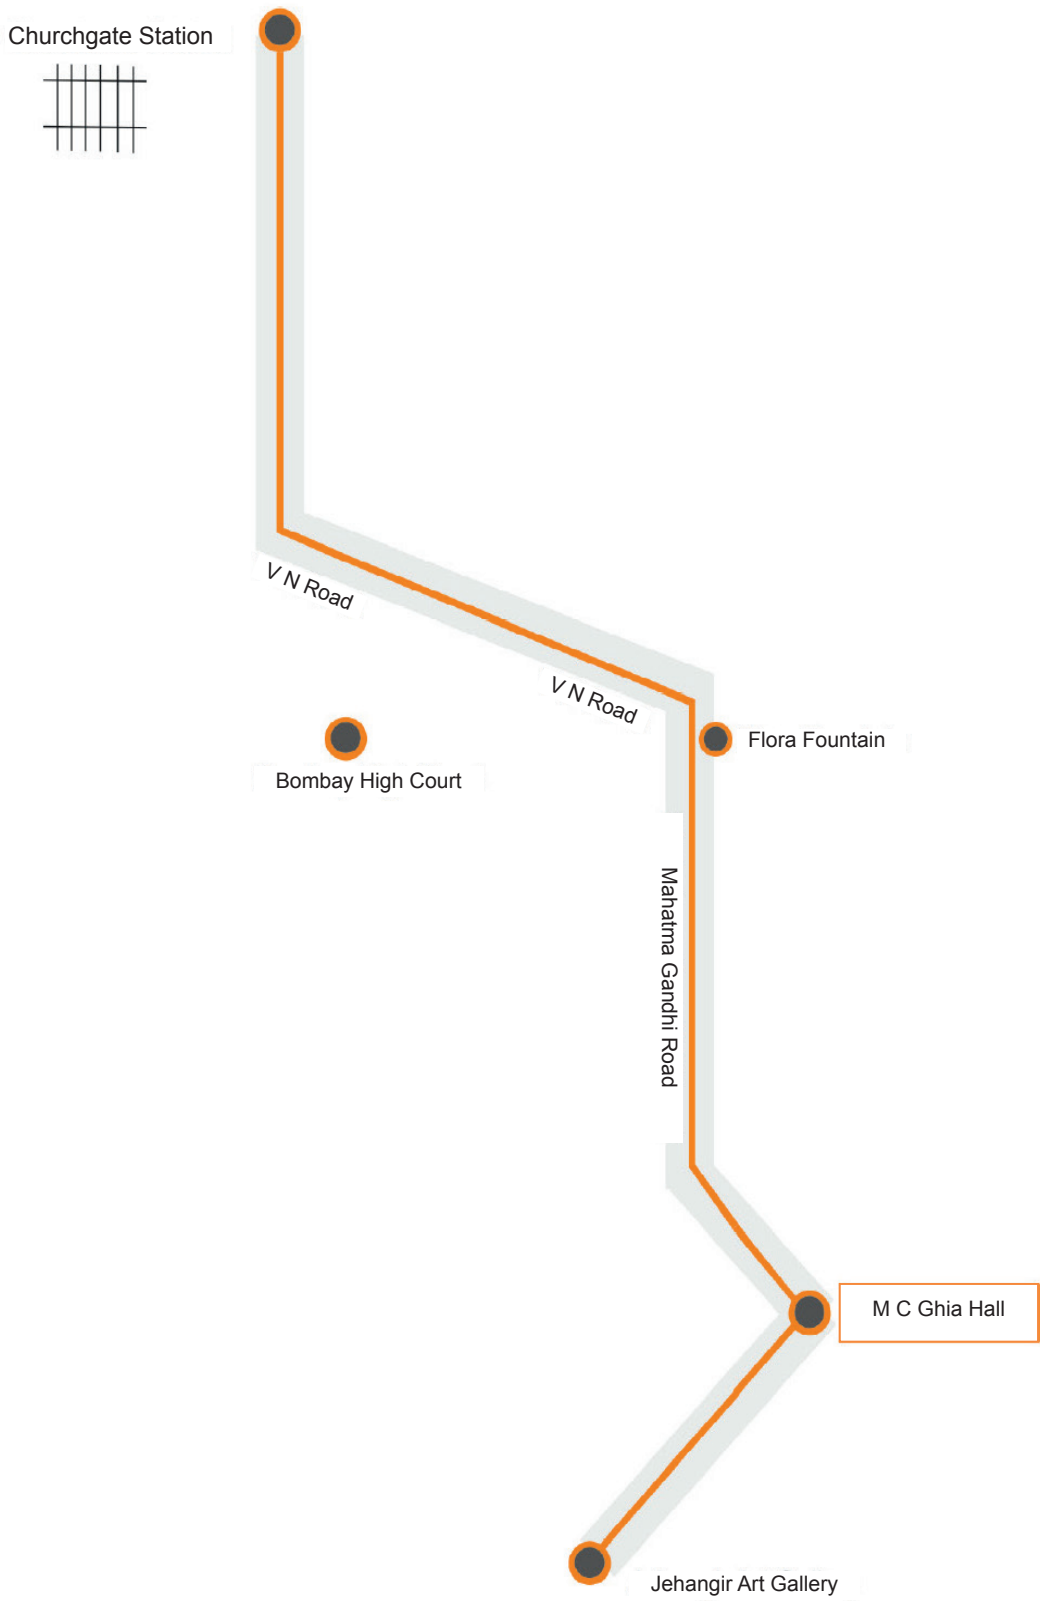 Churchgate Station
V N Road
V N Road
Flora Fountain
Bombay High Court
Mahatma Gandhi Road
M C Ghia Hall
Jehangir Art Gallery